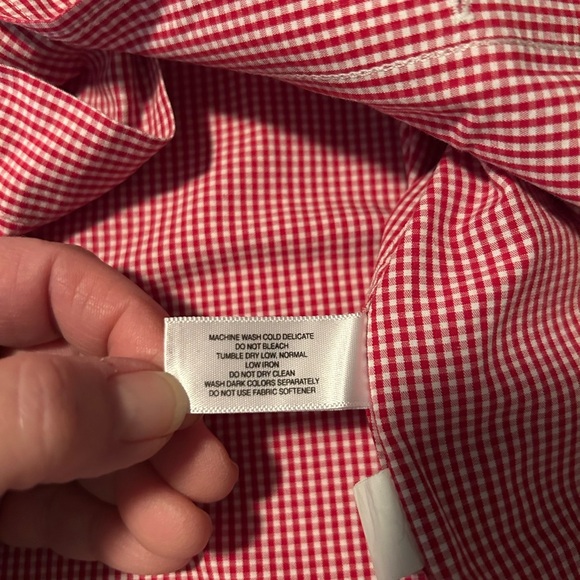 MACHINE WASH COLD DELICATE
DO NOT BLEACH
TUMBLE DRY LOW, NORMAL
LOW IRON
DO NOT DRY CLEAN
WASH DARK COLORS SEPARATELY
DO NOT USE FABRIC SOFTENER